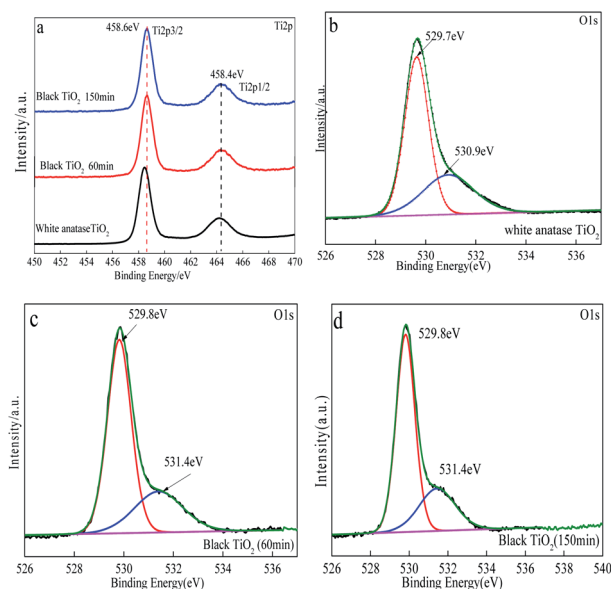 a
458.6eV
Ti2p3/2
Ti2p
458.4eV
Ti2p1/2
Black TiO2 150min
Black TiO2 60min
White anataseTiO2
Intensity/a.u.
450 452 454 456 458 460 462 464 466 468 470
Binding Energy/eV
b
O1s
529.7eV
530.9eV
white anatase TiO2
Intensity/a.u.
526 528 530 532 534 536
Binding Energy(eV)
c
O1s
529.8eV
531.4eV
Black TiO2 (60min)
Intensity/a.u.
526 528 530 532 534 536
Binding Energy(eV)
d
O1s
529.8eV
531.4eV
Black TiO2(150min)
Intensity(a.u.)
526 528 530 532 534 536 538 540
Binding Energy(eV)